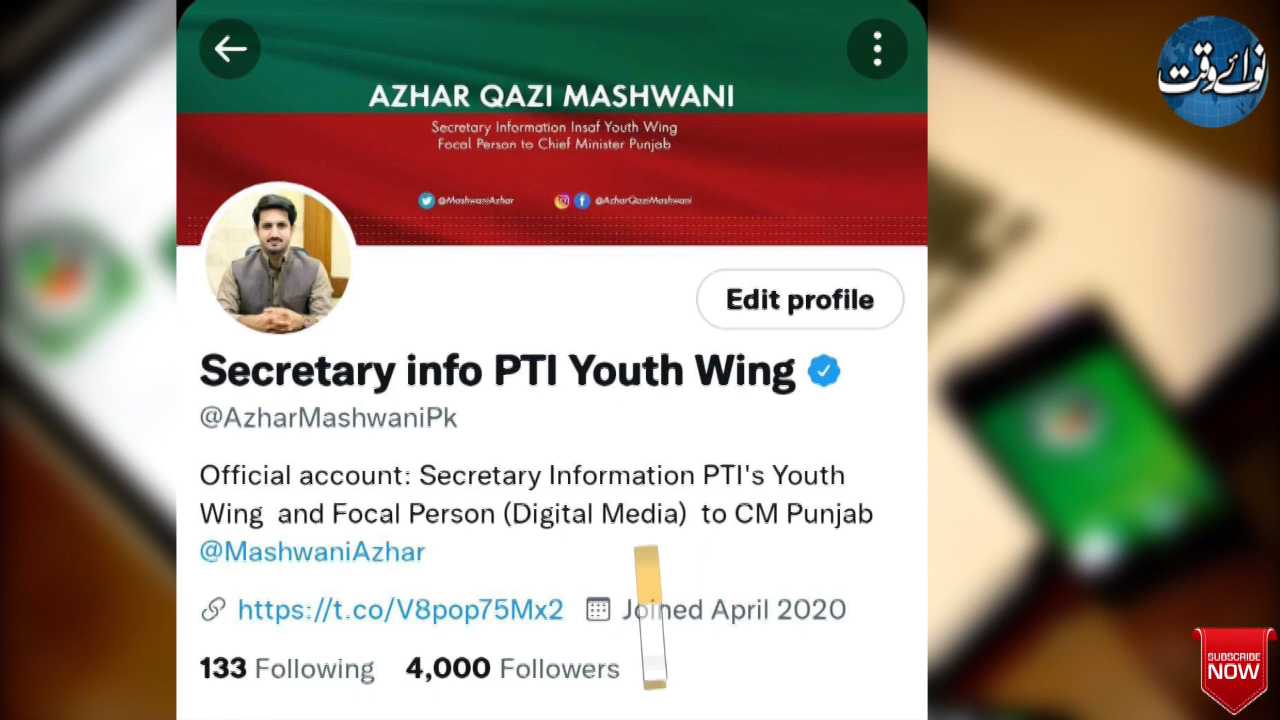 نوائے وقت
AZHAR QAZI MASHWANI
Secretary Information Insaf Youth Wing
Focal Person to Chief Minister Punjab
@MashwaniAzhar
@AzharQaziMashwani
Edit profile
Secretary info PTI Youth Wing
@AzharMashwaniPk
Official account: Secretary Information PTI's Youth
Wing and Focal Person (Digital Media) to CM Punjab
@MashwaniAzhar
https://t.co/V8pop75Mx2 Joined April 2020
133 Following 4,000 Followers
SUBSCRIBE
NOW